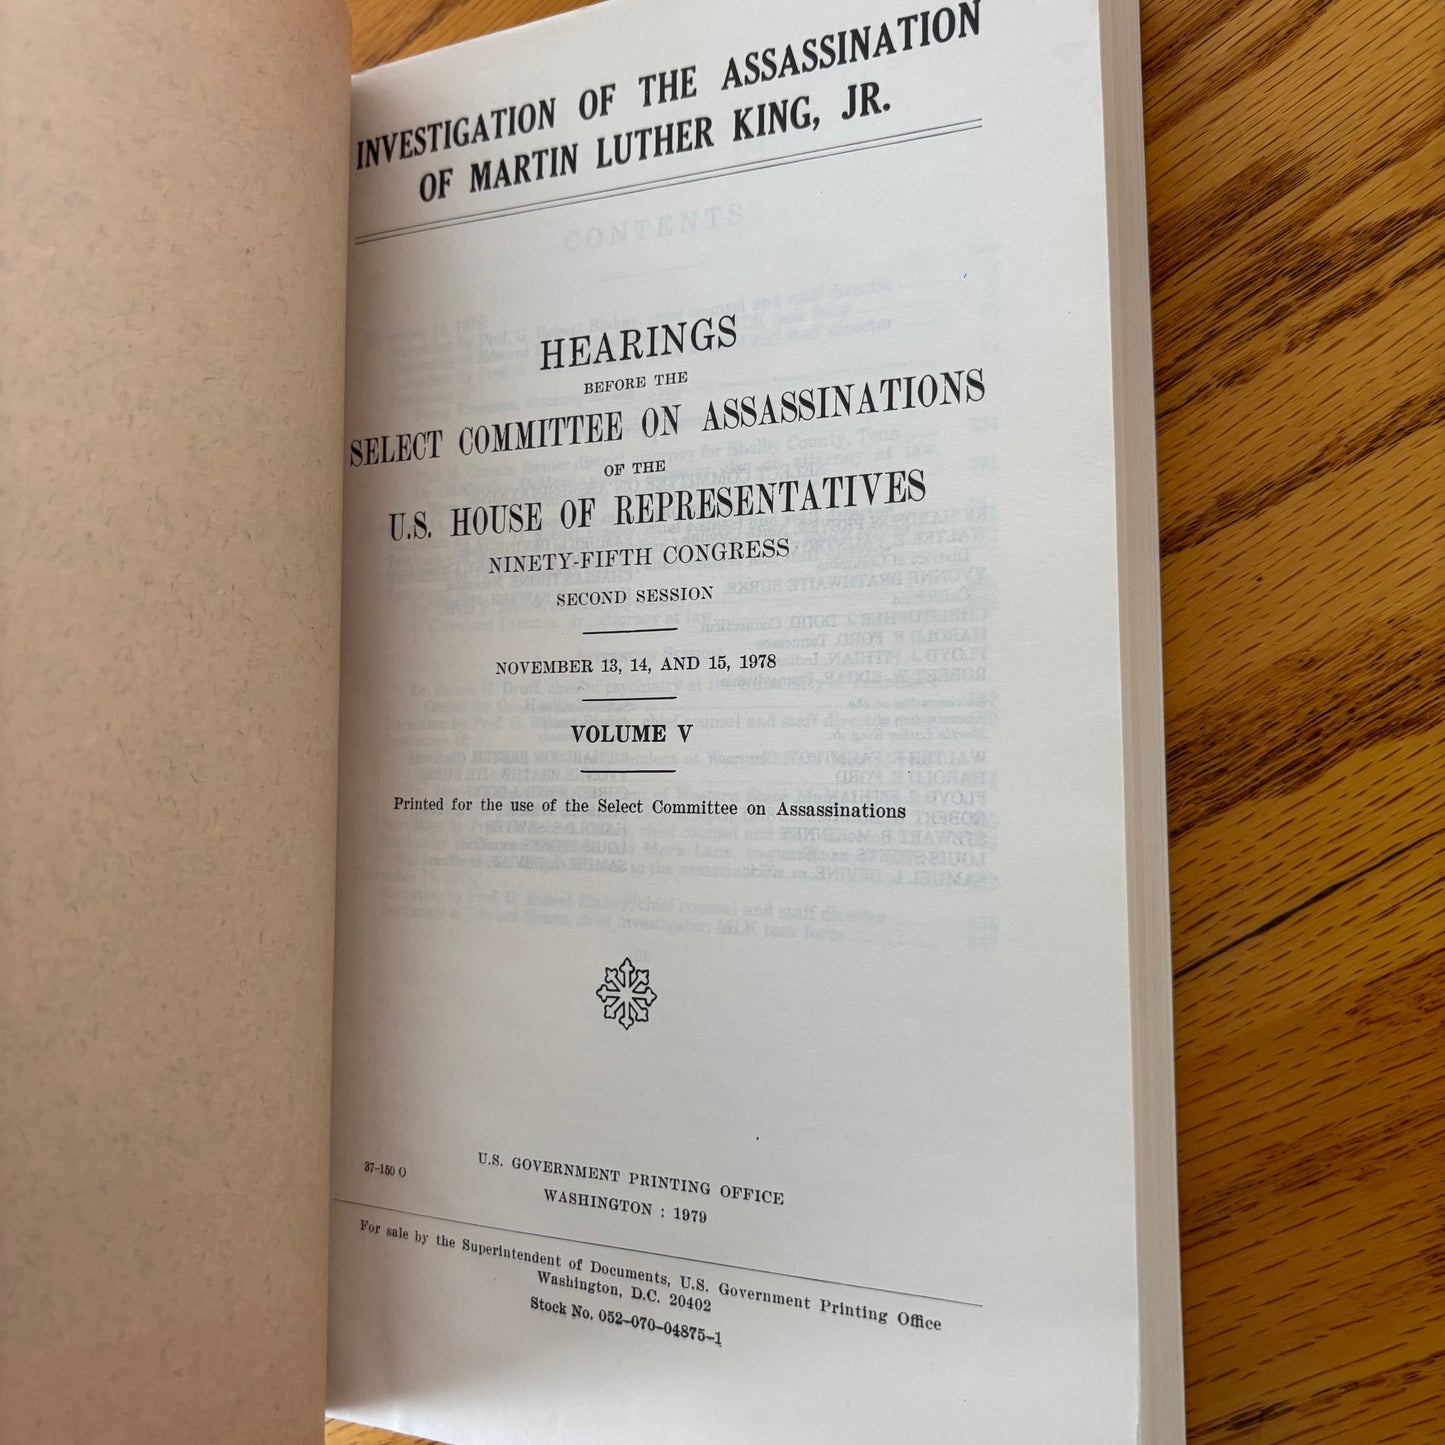 INVESTIGATION OF THE ASSASSINATION
OF MARTIN LUTHER KING, JR.
CONTENTS
HEARINGS
BEFORE THE
SELECT COMMITTEE ON ASSASSINATIONS
OF THE
U.S. HOUSE OF REPRESENTATIVES
NINETY-FIFTH CONGRESS
SECOND SESSION
NOVEMBER 13, 14, AND 15, 1978
VOLUME V
Printed for the use of the Select Committee on Assassinations
37-150 O
U.S. GOVERNMENT PRINTING OFFICE
WASHINGTON : 1979
For sale by the Superintendent of Documents, U.S. Government Printing Office
Washington, D.C. 20402
Stock No. 052-070-04875-1